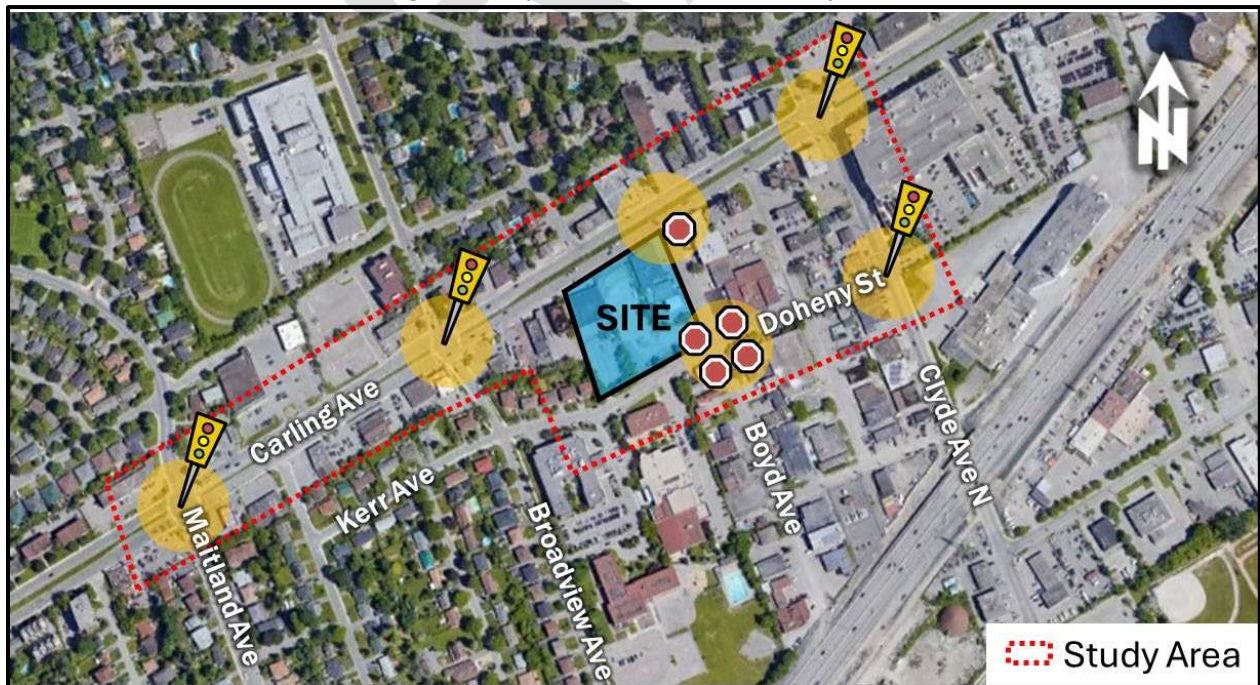 N
SITE
Doheny St
Carling Ave
Clyde Ave N
Kerr Ave
Boyd Ave
Broadview Ave
Maitland Ave
Study Area